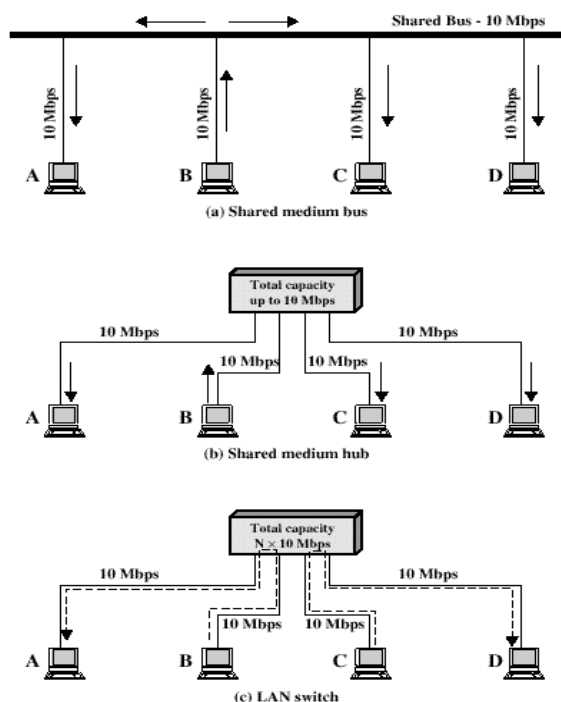 Shared Bus - 10 Mbps
10 Mbps
10 Mbps
10 Mbps
10 Mbps
A
B
C
D
(a) Shared medium bus
Total capacity
up to 10 Mbps
10 Mbps
10 Mbps
10 Mbps
10 Mbps
A
B
C
D
(b) Shared medium hub
Total capacity
N × 10 Mbps
10 Mbps
10 Mbps
10 Mbps
10 Mbps
A
B
C
D
(c) LAN switch